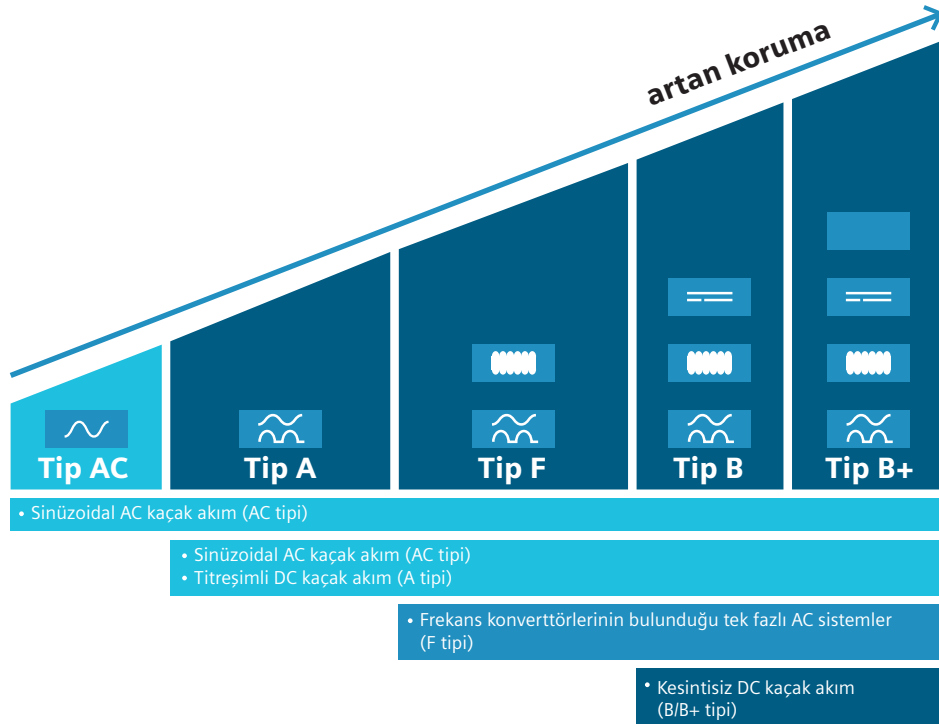 artan koruma
Tip AC
Tip A
Tip F
Tip B
Tip B+
• Sinüzoidal AC kaçak akım (AC tipi)
• Sinüzoidal AC kaçak akım (AC tipi)
• Titreşimli DC kaçak akım (A tipi)
• Frekans konverttörlerinin bulunduğu tek fazlı AC sistemler
(F tipi)
• Kesintisiz DC kaçak akım
(B/B+ tipi)